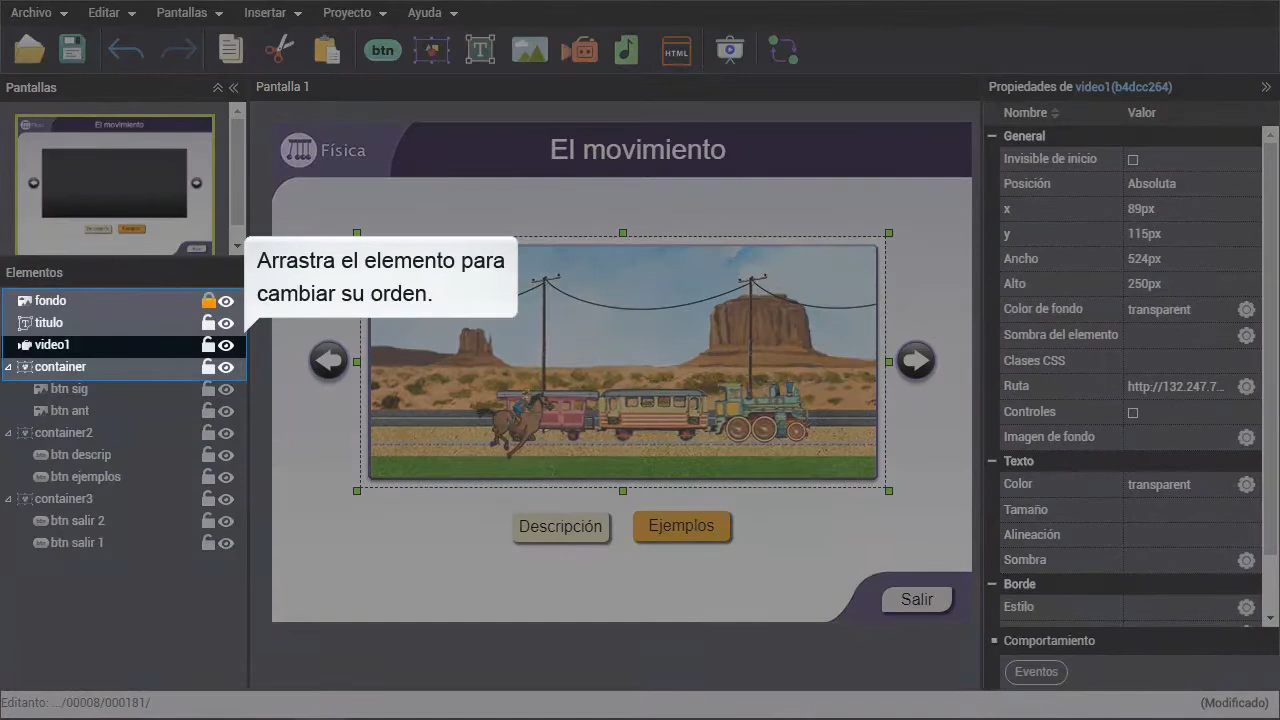 Archivo Editar Pantallas Insertar Proyecto Ayuda
btn T HTML
Pantallas
Pantalla 1
Propiedades de video1(b4dcc264)
Nombre Valor
General
Invisible de inicio
Posición Absoluta
x 89px
y 115px
Ancho 524px
Alto 250px
Color de fondo transparent
Sombra del elemento
Clases CSS
Ruta http://132.247.7...
Controles
Imagen de fondo
Texto
Color transparent
Tamaño
Alineación
Sombra
Borde
Estilo
Comportamiento
Eventos
El movimiento
Física
El movimiento
Elementos
fondo
titulo
video1
container
btn sig
btn ant
container2
btn descrip
btn ejemplos
container3
btn salir 2
btn salir 1
Arrastra el elemento para
cambiar su orden.
Descripción Ejemplos
Salir
Editanto: .../00008/000181/
(Modificado)